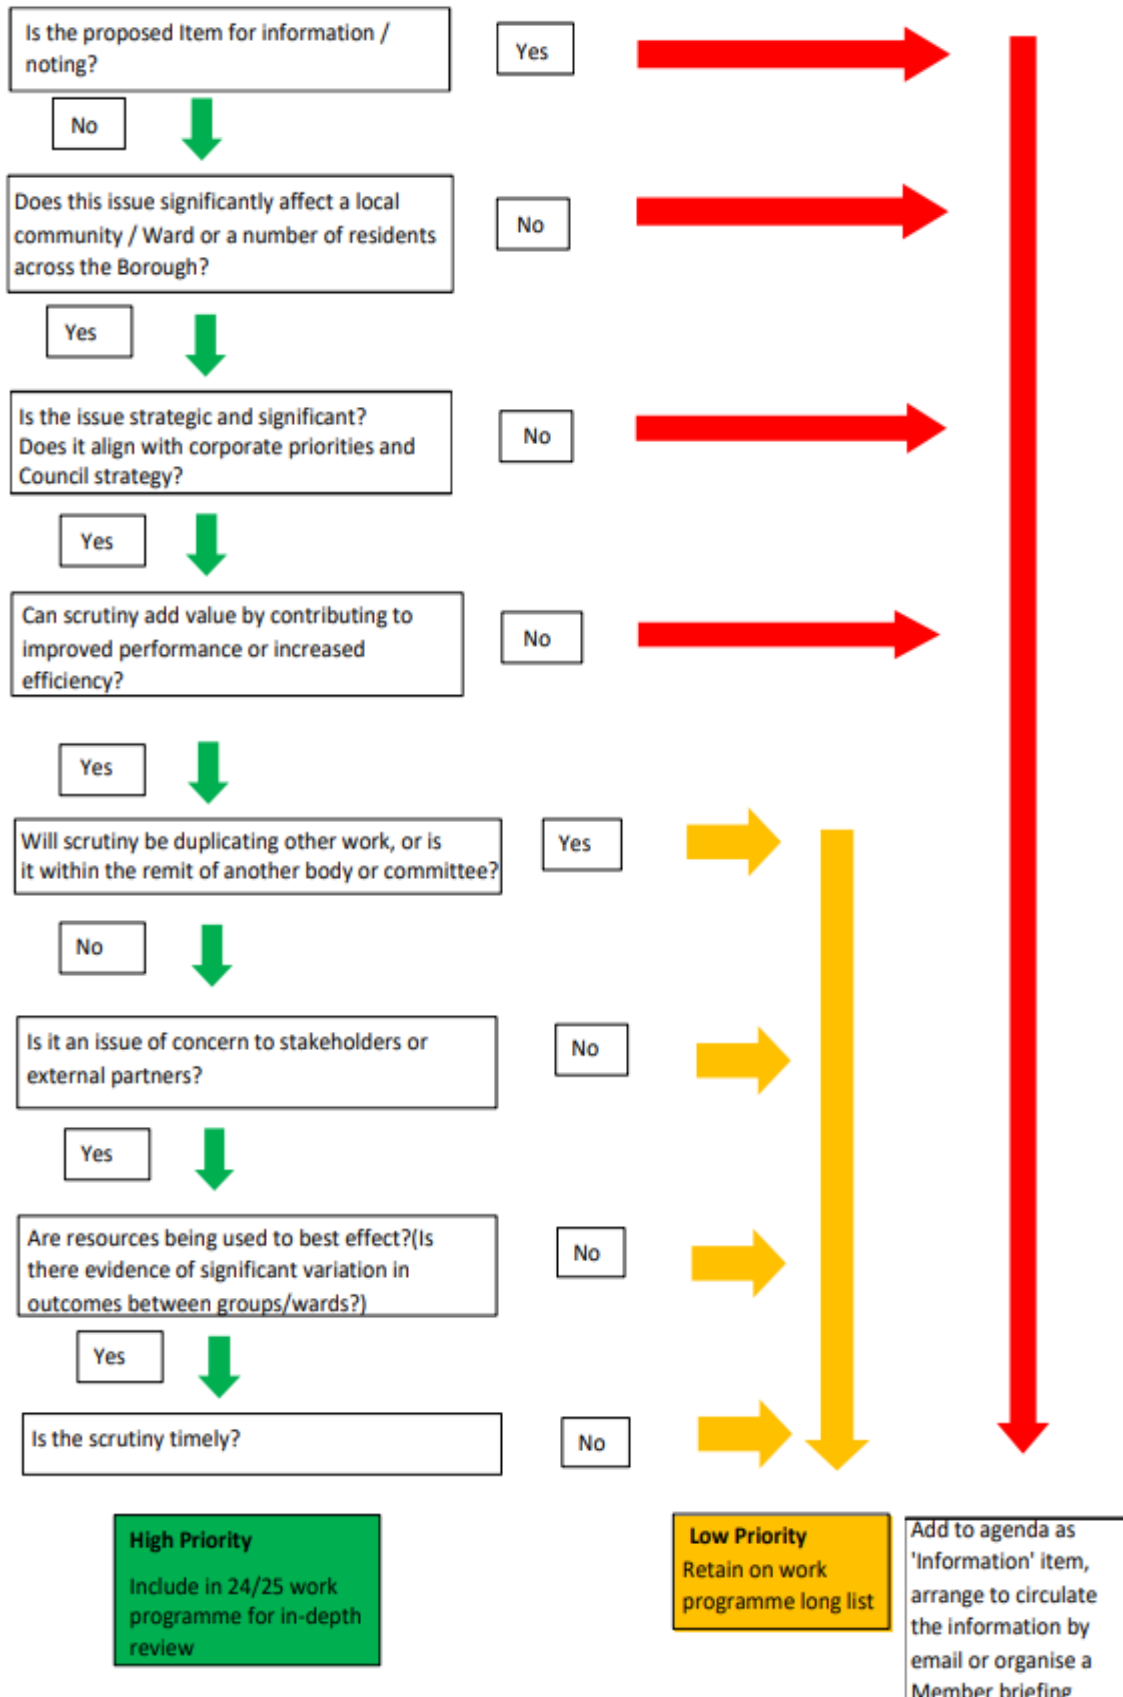 Is the proposed Item for information /
noting?
Yes
No
Does this issue significantly affect a local
community / Ward or a number of residents
across the Borough?
No
Yes
Is the issue strategic and significant?
Does it align with corporate priorities and
Council strategy?
No
Yes
Can scrutiny add value by contributing to
improved performance or increased
efficiency?
No
Yes
Will scrutiny be duplicating other work, or is
it within the remit of another body or committee?
Yes
No
Is it an issue of concern to stakeholders or
external partners?
No
Yes
Are resources being used to best effect?(Is
there evidence of significant variation in
outcomes between groups/wards?)
No
Yes
Is the scrutiny timely?
No
High Priority
Include in 24/25 work
programme for in-depth
review
Low Priority
Retain on work
programme long list
Add to agenda as
'Information' item,
arrange to circulate
the information by
email or organise a
Member briefing